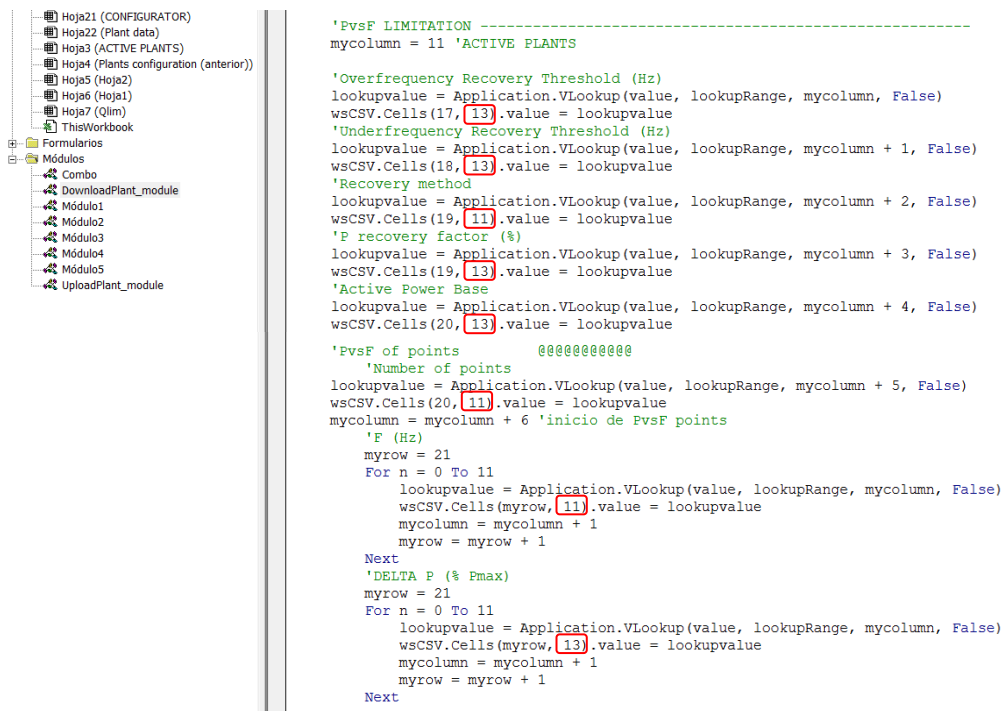 Hoja21 (CONFIGURATOR)
Hoja22 (Plant data)
Hoja3 (ACTIVE PLANTS)
Hoja4 (Plants configuration (anterior))
Hoja5 (Hoja2)
Hoja6 (Hoja1)
Hoja7 (Qlim)
ThisWorkbook
Formularios
Módulos
Combo
DownloadPlant_module
Módulo1
Módulo2
Módulo3
Módulo4
Módulo5
UploadPlant_module
'PvsF LIMITATION --------------------------------------------------------
mycolumn = 11 'ACTIVE PLANTS
'Overfrequency Recovery Threshold (Hz)
lookupvalue = Application.VLookup(value, lookupRange, mycolumn, False)
wsCSV.Cells(17, 13).value = lookupvalue
'Underfrequency Recovery Threshold (Hz)
lookupvalue = Application.VLookup(value, lookupRange, mycolumn + 1, False)
wsCSV.Cells(18, 13).value = lookupvalue
'Recovery method
lookupvalue = Application.VLookup(value, lookupRange, mycolumn + 2, False)
wsCSV.Cells(19, 11).value = lookupvalue
'P recovery factor (%)
lookupvalue = Application.VLookup(value, lookupRange, mycolumn + 3, False)
wsCSV.Cells(19, 13).value = lookupvalue
'Active Power Base
lookupvalue = Application.VLookup(value, lookupRange, mycolumn + 4, False)
wsCSV.Cells(20, 13).value = lookupvalue
'PvsF of points         @@@@@@@@@@@
'Number of points
lookupvalue = Application.VLookup(value, lookupRange, mycolumn + 5, False)
wsCSV.Cells(20, 11).value = lookupvalue
mycolumn = mycolumn + 6 'inicio de PvsF points
'F (Hz)
myrow = 21
For n = 0 To 11
lookupvalue = Application.VLookup(value, lookupRange, mycolumn, False)
wsCSV.Cells(myrow, 11).value = lookupvalue
mycolumn = mycolumn + 1
myrow = myrow + 1
Next
'DELTA P (% Pmax)
myrow = 21
For n = 0 To 11
lookupvalue = Application.VLookup(value, lookupRange, mycolumn, False)
wsCSV.Cells(myrow, 13).value = lookupvalue
mycolumn = mycolumn + 1
myrow = myrow + 1
Next